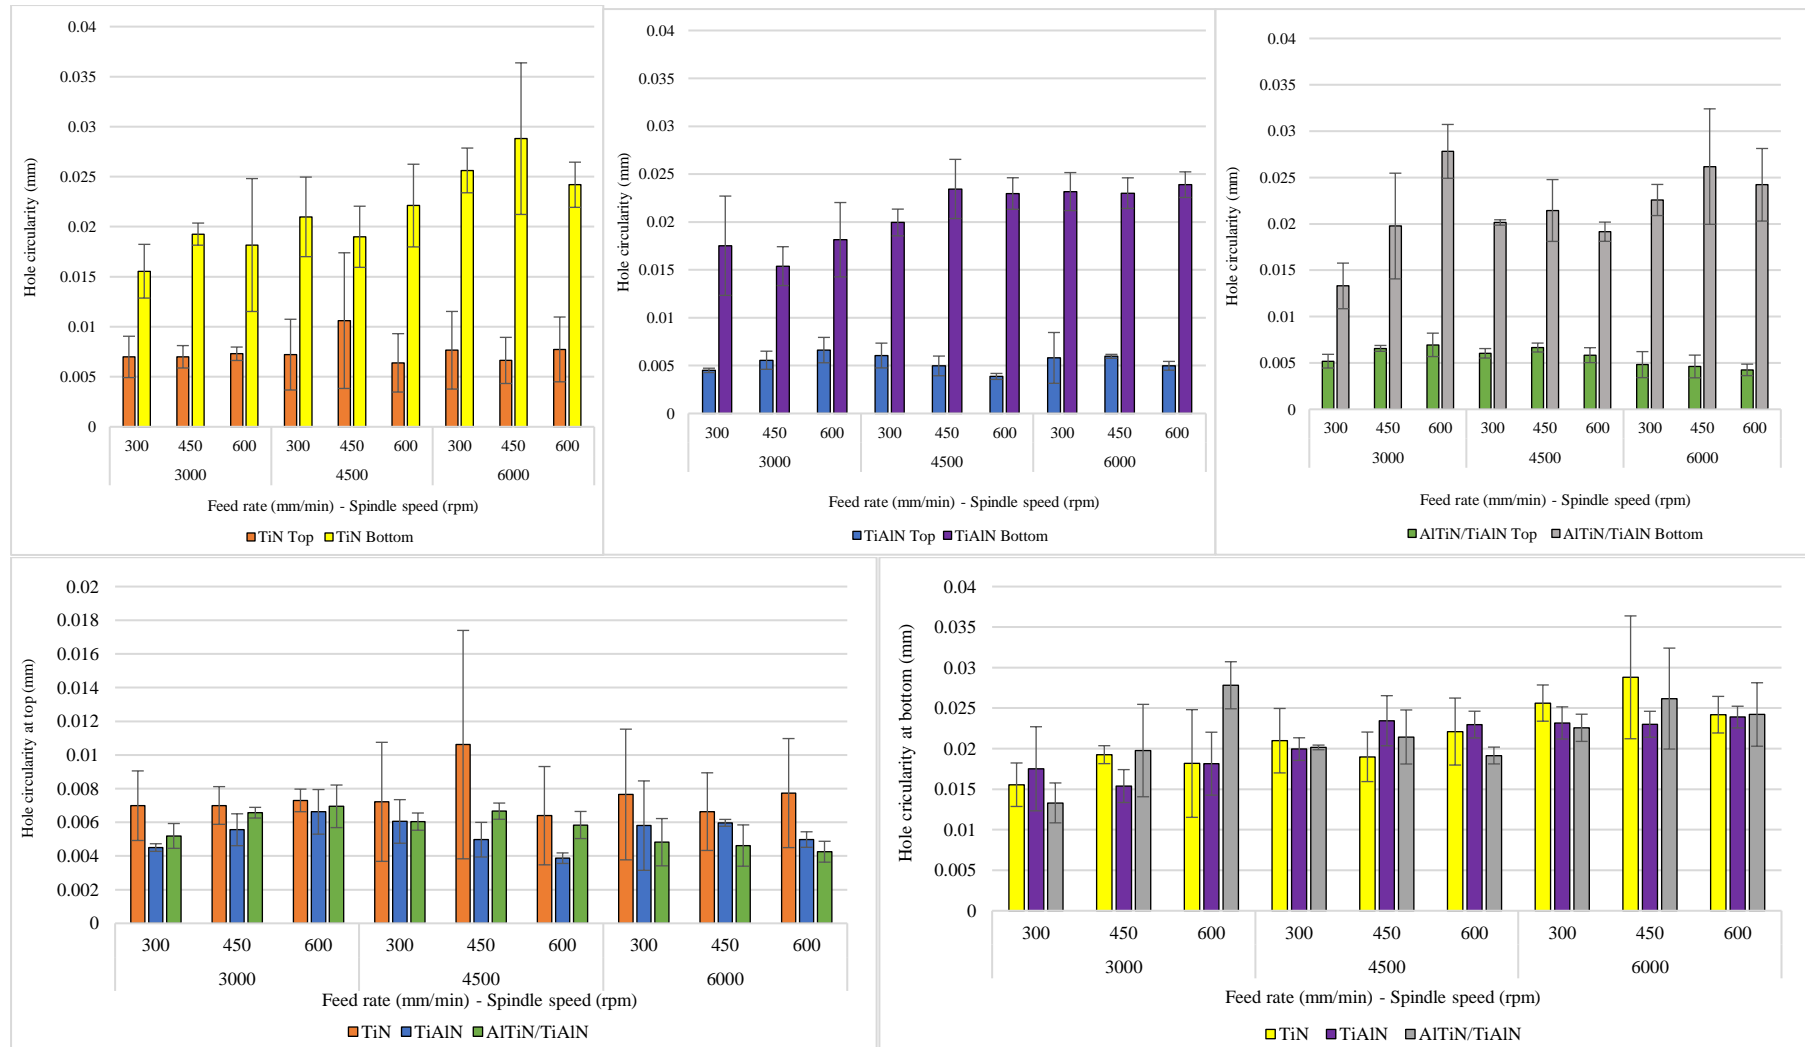 0.04
0.035
0.03
0.025
0.02
0.015
0.01
0.005
0
Hole circularity (mm)
300 450 600 300 450 600 300 450 600
3000 4500 6000
Feed rate (mm/min) - Spindle speed (rpm)
TiN Top TiN Bottom
0.04
0.035
0.03
0.025
0.02
0.015
0.01
0.005
0
Hole circularity (mm)
300 450 600 300 450 600 300 450 600
3000 4500 6000
Feed rate (mm/min) - Spindle speed (rpm)
TiAlN Top TiAlN Bottom
0.04
0.035
0.03
0.025
0.02
0.015
0.01
0.005
0
Hole circularity (mm)
300 450 600 300 450 600 300 450 600
3000 4500 6000
Feed rate (mm/min) - Spindle speed (rpm)
AlTiN/TiAlN Top AlTiN/TiAlN Bottom
0.02
0.018
0.016
0.014
0.012
0.01
0.008
0.006
0.004
0.002
0
Hole circularity at top (mm)
300 450 600 300 450 600 300 450 600
3000 4500 6000
Feed rate (mm/min) - Spindle speed (rpm)
TiN TiAlN AlTiN/TiAlN
0.04
0.035
0.03
0.025
0.02
0.015
0.01
0.005
0
Hole cricularity at bottom (mm)
300 450 600 300 450 600 300 450 600
3000 4500 6000
Feed rate (mm/min) - Spindle speed (rpm)
TiN TiAlN AlTiN/TiAlN